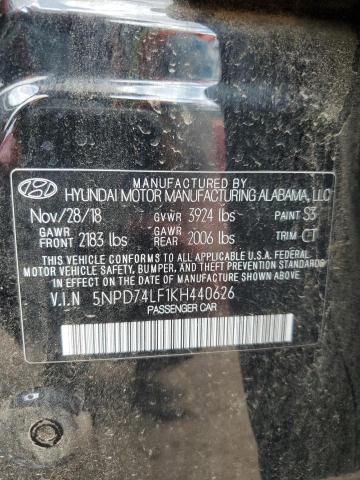 MANUFACTURED BY
HYUNDAI MOTOR MANUFACTURING ALABAMA, LLC
Nov/28/18 GVWR 3924 lbs PAINT S3
GAWR FRONT 2183 lbs GAWR REAR 2006 lbs TRIM CT
THIS VEHICLE CONFORMS TO ALL APPLICABLE
FEDERAL MOTOR VEHICLE
SAFETY, BUMPER, AND THEFT PREVENTION STANDARDS
IN EFFECT ON THE DATE OF MANUFACTURE SHOWN ABOVE.
V.I.N 5NPD74LF1KH440626
PASSENGER CAR